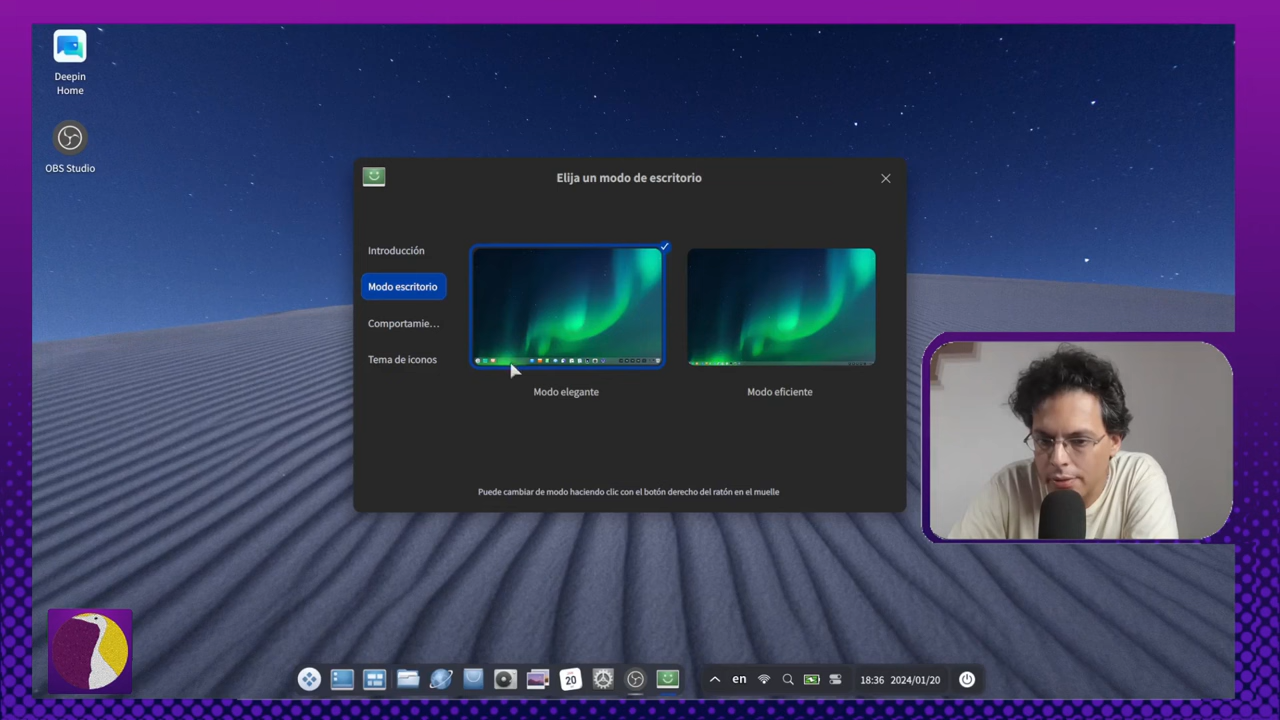 Deepin
Home
OBS Studio
Elija un modo de escritorio
Introducción
Modo escritorio
Comportamie...
Tema de iconos
Modo elegante
Modo eficiente
Puede cambiar de modo haciendo clic con el botón derecho del ratón en el muelle
20
en
18:36 2024/01/20